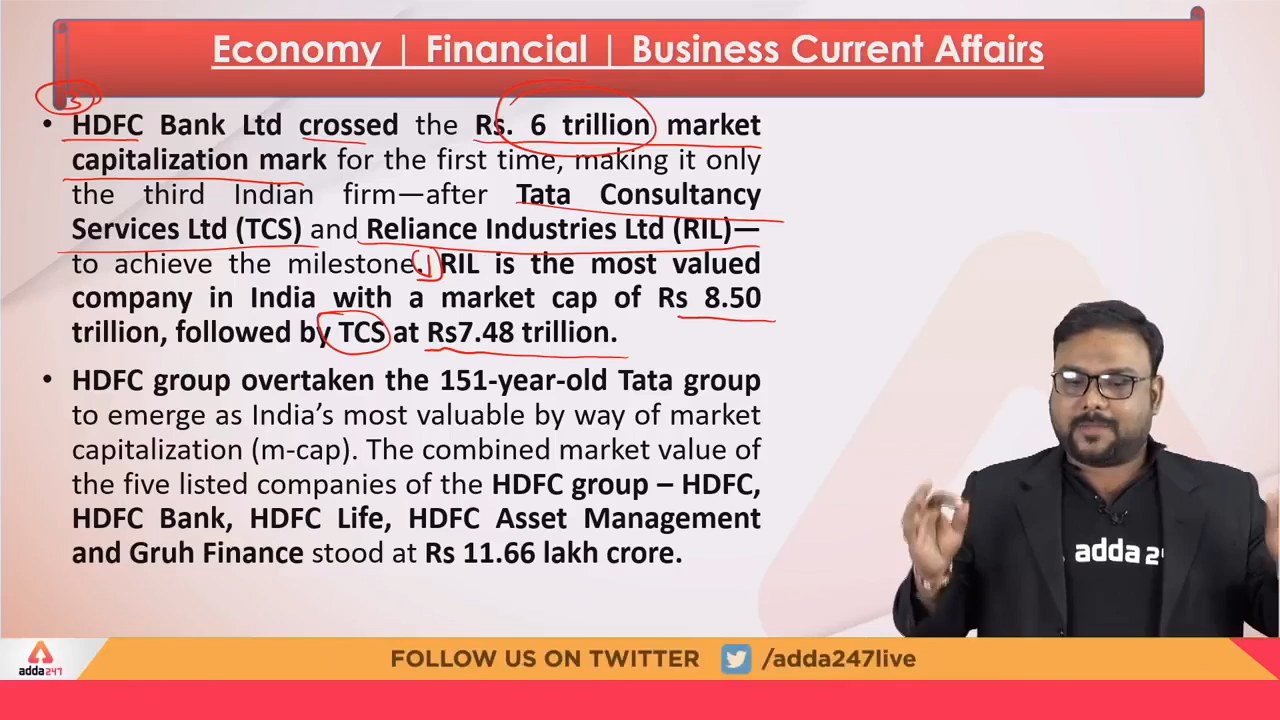 Economy | Financial | Business Current Affairs
3
• HDFC Bank Ltd crossed the Rs. 6 trillion market
capitalization mark for the first time, making it only
the third Indian firm—after Tata Consultancy
Services Ltd (TCS) and Reliance Industries Ltd (RIL)—
to achieve the milestone. 1 RIL is the most valued
company in India with a market cap of Rs 8.50
trillion, followed by TCS at Rs7.48 trillion.
• HDFC group overtaken the 151-year-old Tata group
to emerge as India’s most valuable by way of market
capitalization (m-cap). The combined market value of
the five listed companies of the HDFC group – HDFC,
HDFC Bank, HDFC Life, HDFC Asset Management
and Gruh Finance stood at Rs 11.66 lakh crore.
adda 2
adda247
FOLLOW US ON TWITTER /adda247live